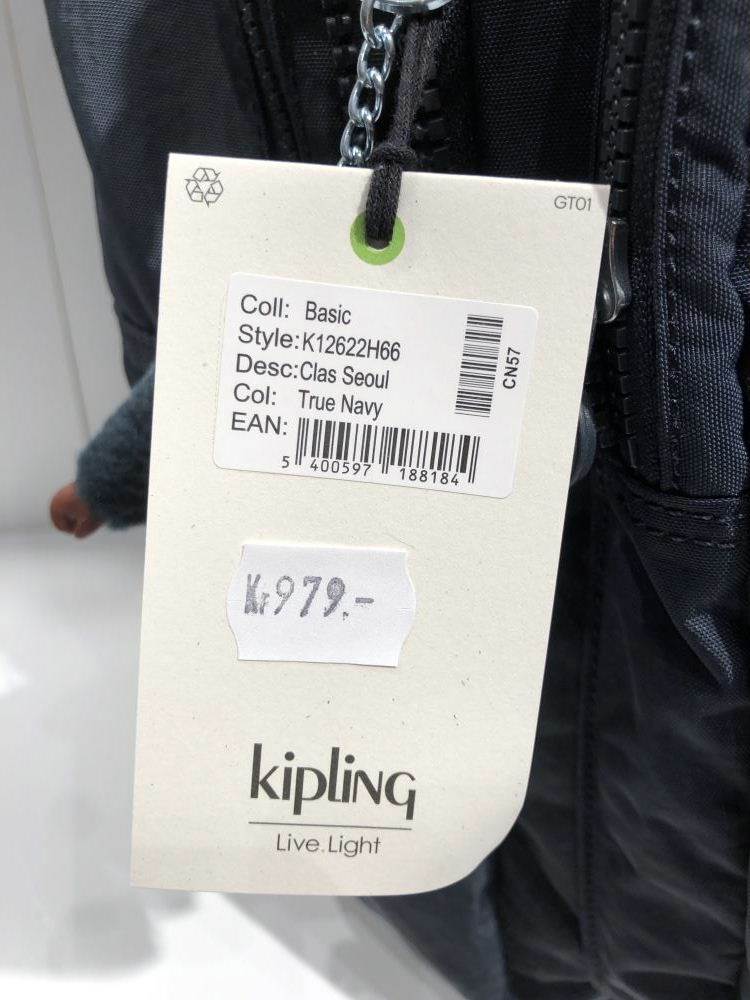 GT01
Coll: Basic
Style:K12622H66
Desc:Clas Seoul
Col: True Navy
EAN:
5 400597 188184
CN57
Kr979.-
kipling
Live.Light